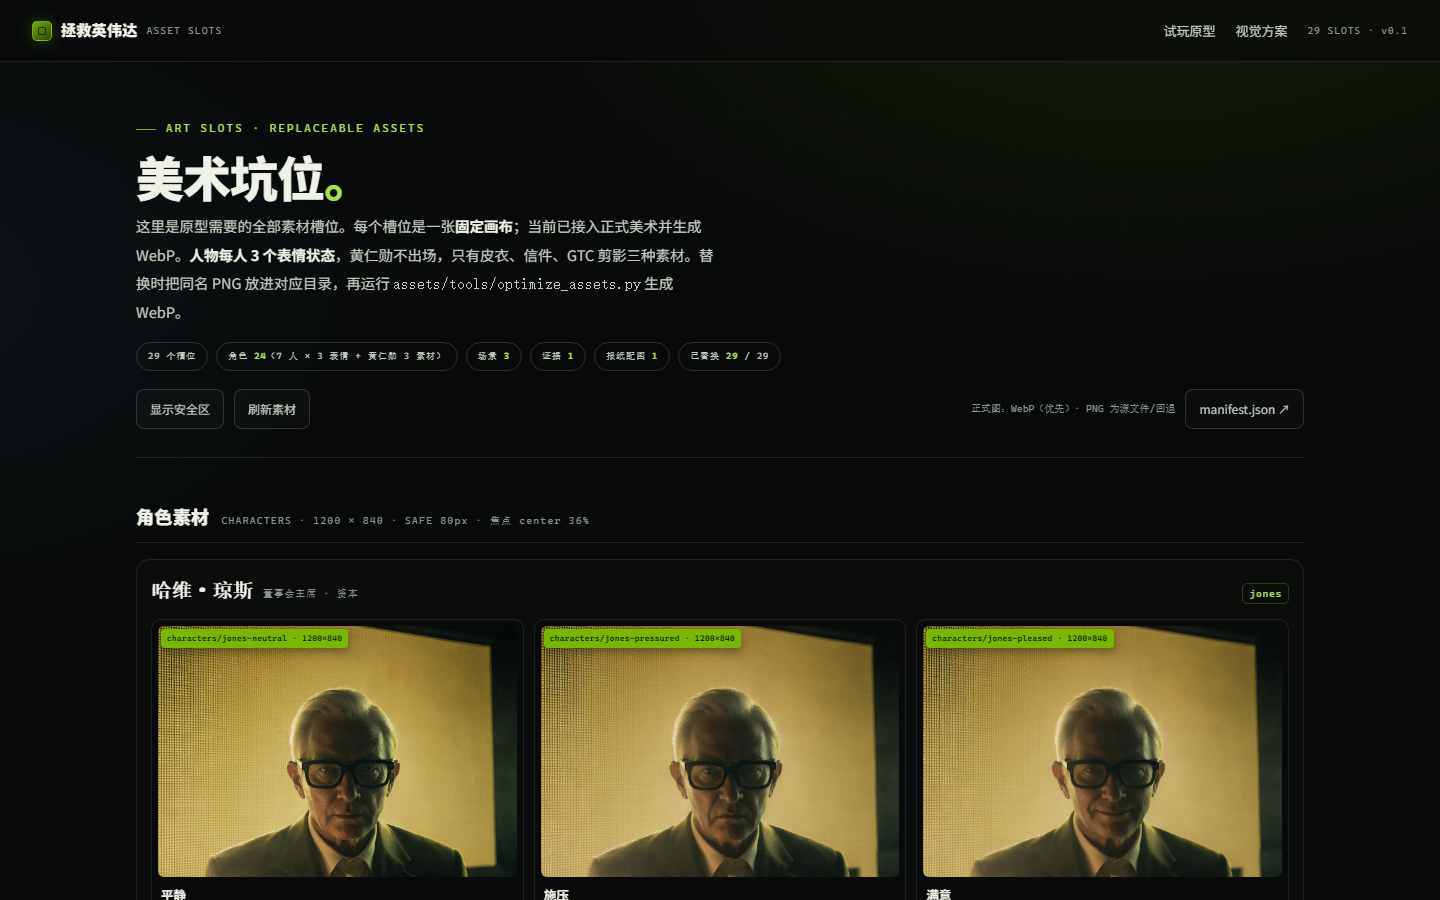 拯救英伟达 ASSET SLOTS
试玩原型 视觉方案 29 SLOTS · v0.1
ART SLOTS · REPLACEABLE ASSETS
美术坑位。
这里是原型需要的全部素材槽位。每个槽位是一张固定画布；当前已接入正式美术并生成
WebP。人物每人 3 个表情状态，黄仁勋不出场，只有皮衣、信件、GTC 剪影三种素材。替
换时把同名 PNG 放进对应目录，再运行 assets/tools/optimize_assets.py 生成
WebP。
29 个槽位 角色 24（7 人 × 3 表情 + 黄仁勋 3 素材） 场景 3 证据 1 报纸配图 1 已替换 29 / 29
显示安全区 刷新素材 正式图：WebP（优先）· PNG 为源文件/回退 manifest.json ↗
角色素材 CHARACTERS · 1200 × 840 · SAFE 80px · 焦点 center 36%
哈维·琼斯 董事会主席 · 资本 jones
characters/jones-neutral · 1200×840 characters/jones-pressured · 1200×840 characters/jones-pleased · 1200×840
平静 施压 满意